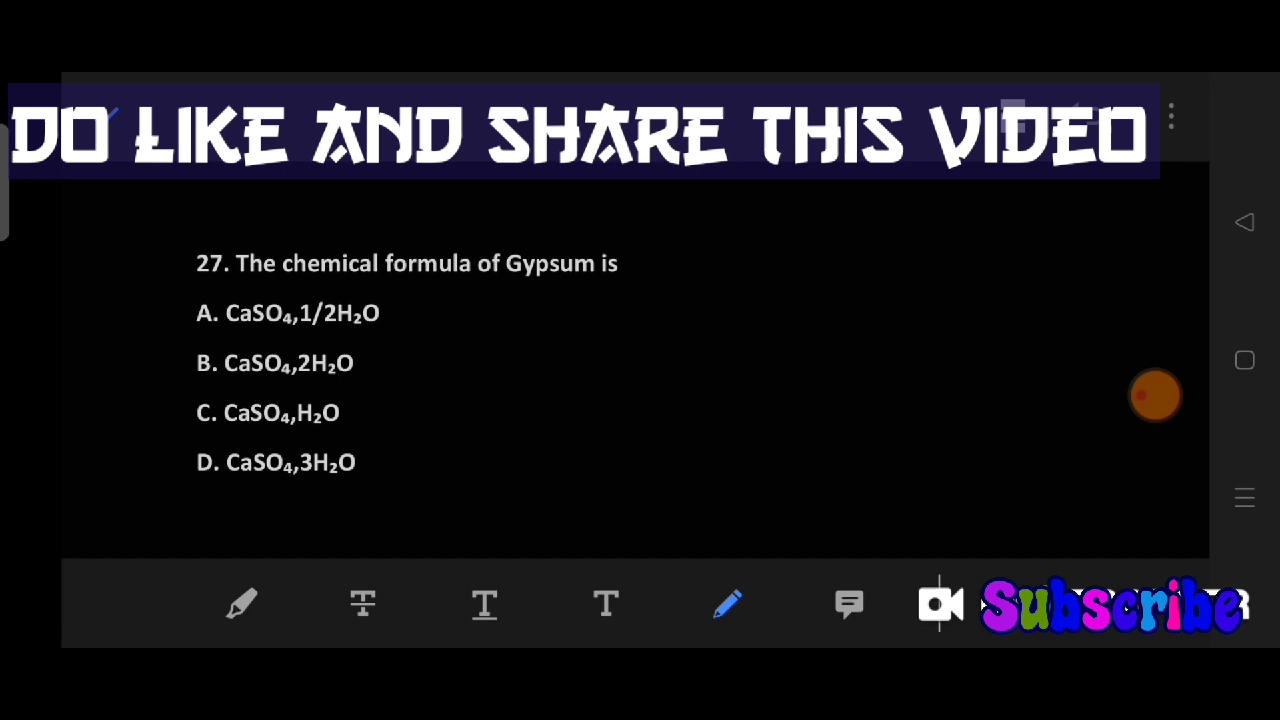 DO LIKE AND SHARE THIS VIDEO
27. The chemical formula of Gypsum is
A. CaSO₄,1/2H₂O
B. CaSO₄,2H₂O
C. CaSO₄,H₂O
D. CaSO₄,3H₂O
T T T
Subscribe